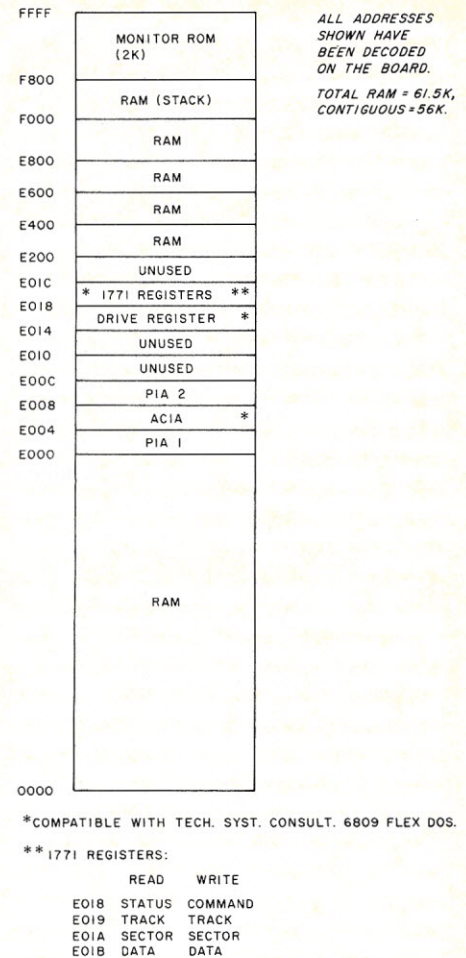 FFFF
ALL ADDRESSES
SHOWN HAVE
BEEN DECODED
ON THE BOARD.
TOTAL RAM = 61.5K,
CONTIGUOUS = 56K.
MONITOR ROM
(2K)
F800
RAM (STACK)
F000
RAM
E800
RAM
E600
RAM
E400
RAM
E200
UNUSED
E01C
* 1771 REGISTERS **
E018
DRIVE REGISTER *
E014
UNUSED
E010
UNUSED
E00C
PIA 2
E008
ACIA *
E004
PIA 1
E000
RAM
0000
*COMPATIBLE WITH TECH. SYST. CONSULT. 6809 FLEX DOS.
** 1771 REGISTERS:
READ WRITE
E018 STATUS COMMAND
E019 TRACK TRACK
E01A SECTOR SECTOR
E01B DATA DATA